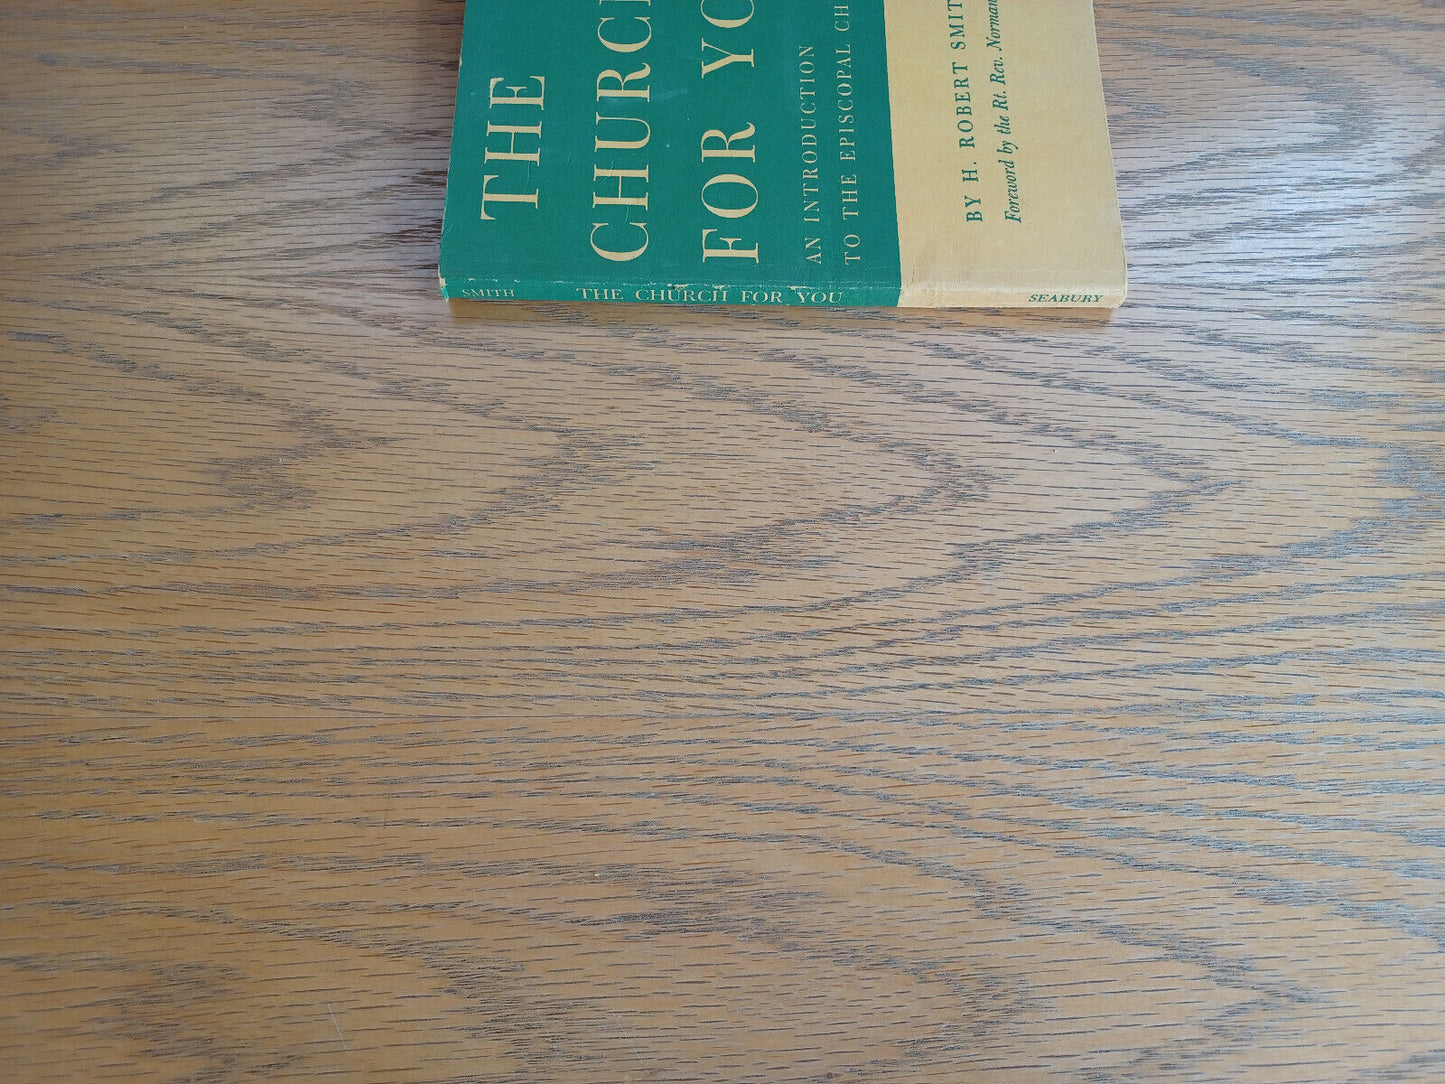 THE
CHURC
FOR YO
AN INTRODUCTION
TO THE EPISCOPAL CH
BY H. ROBERT SMIT
Foreword by the Rt. Rev. Norman
SMITH THE CHURCH FOR YOU SEABURY